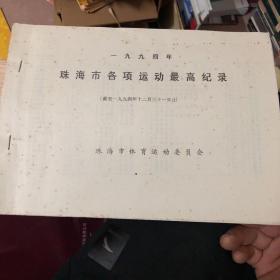 一九九四年
珠海市各项运动最高纪录
（截至一九九四年十二月三十一日止）
珠海市体育运动委员会